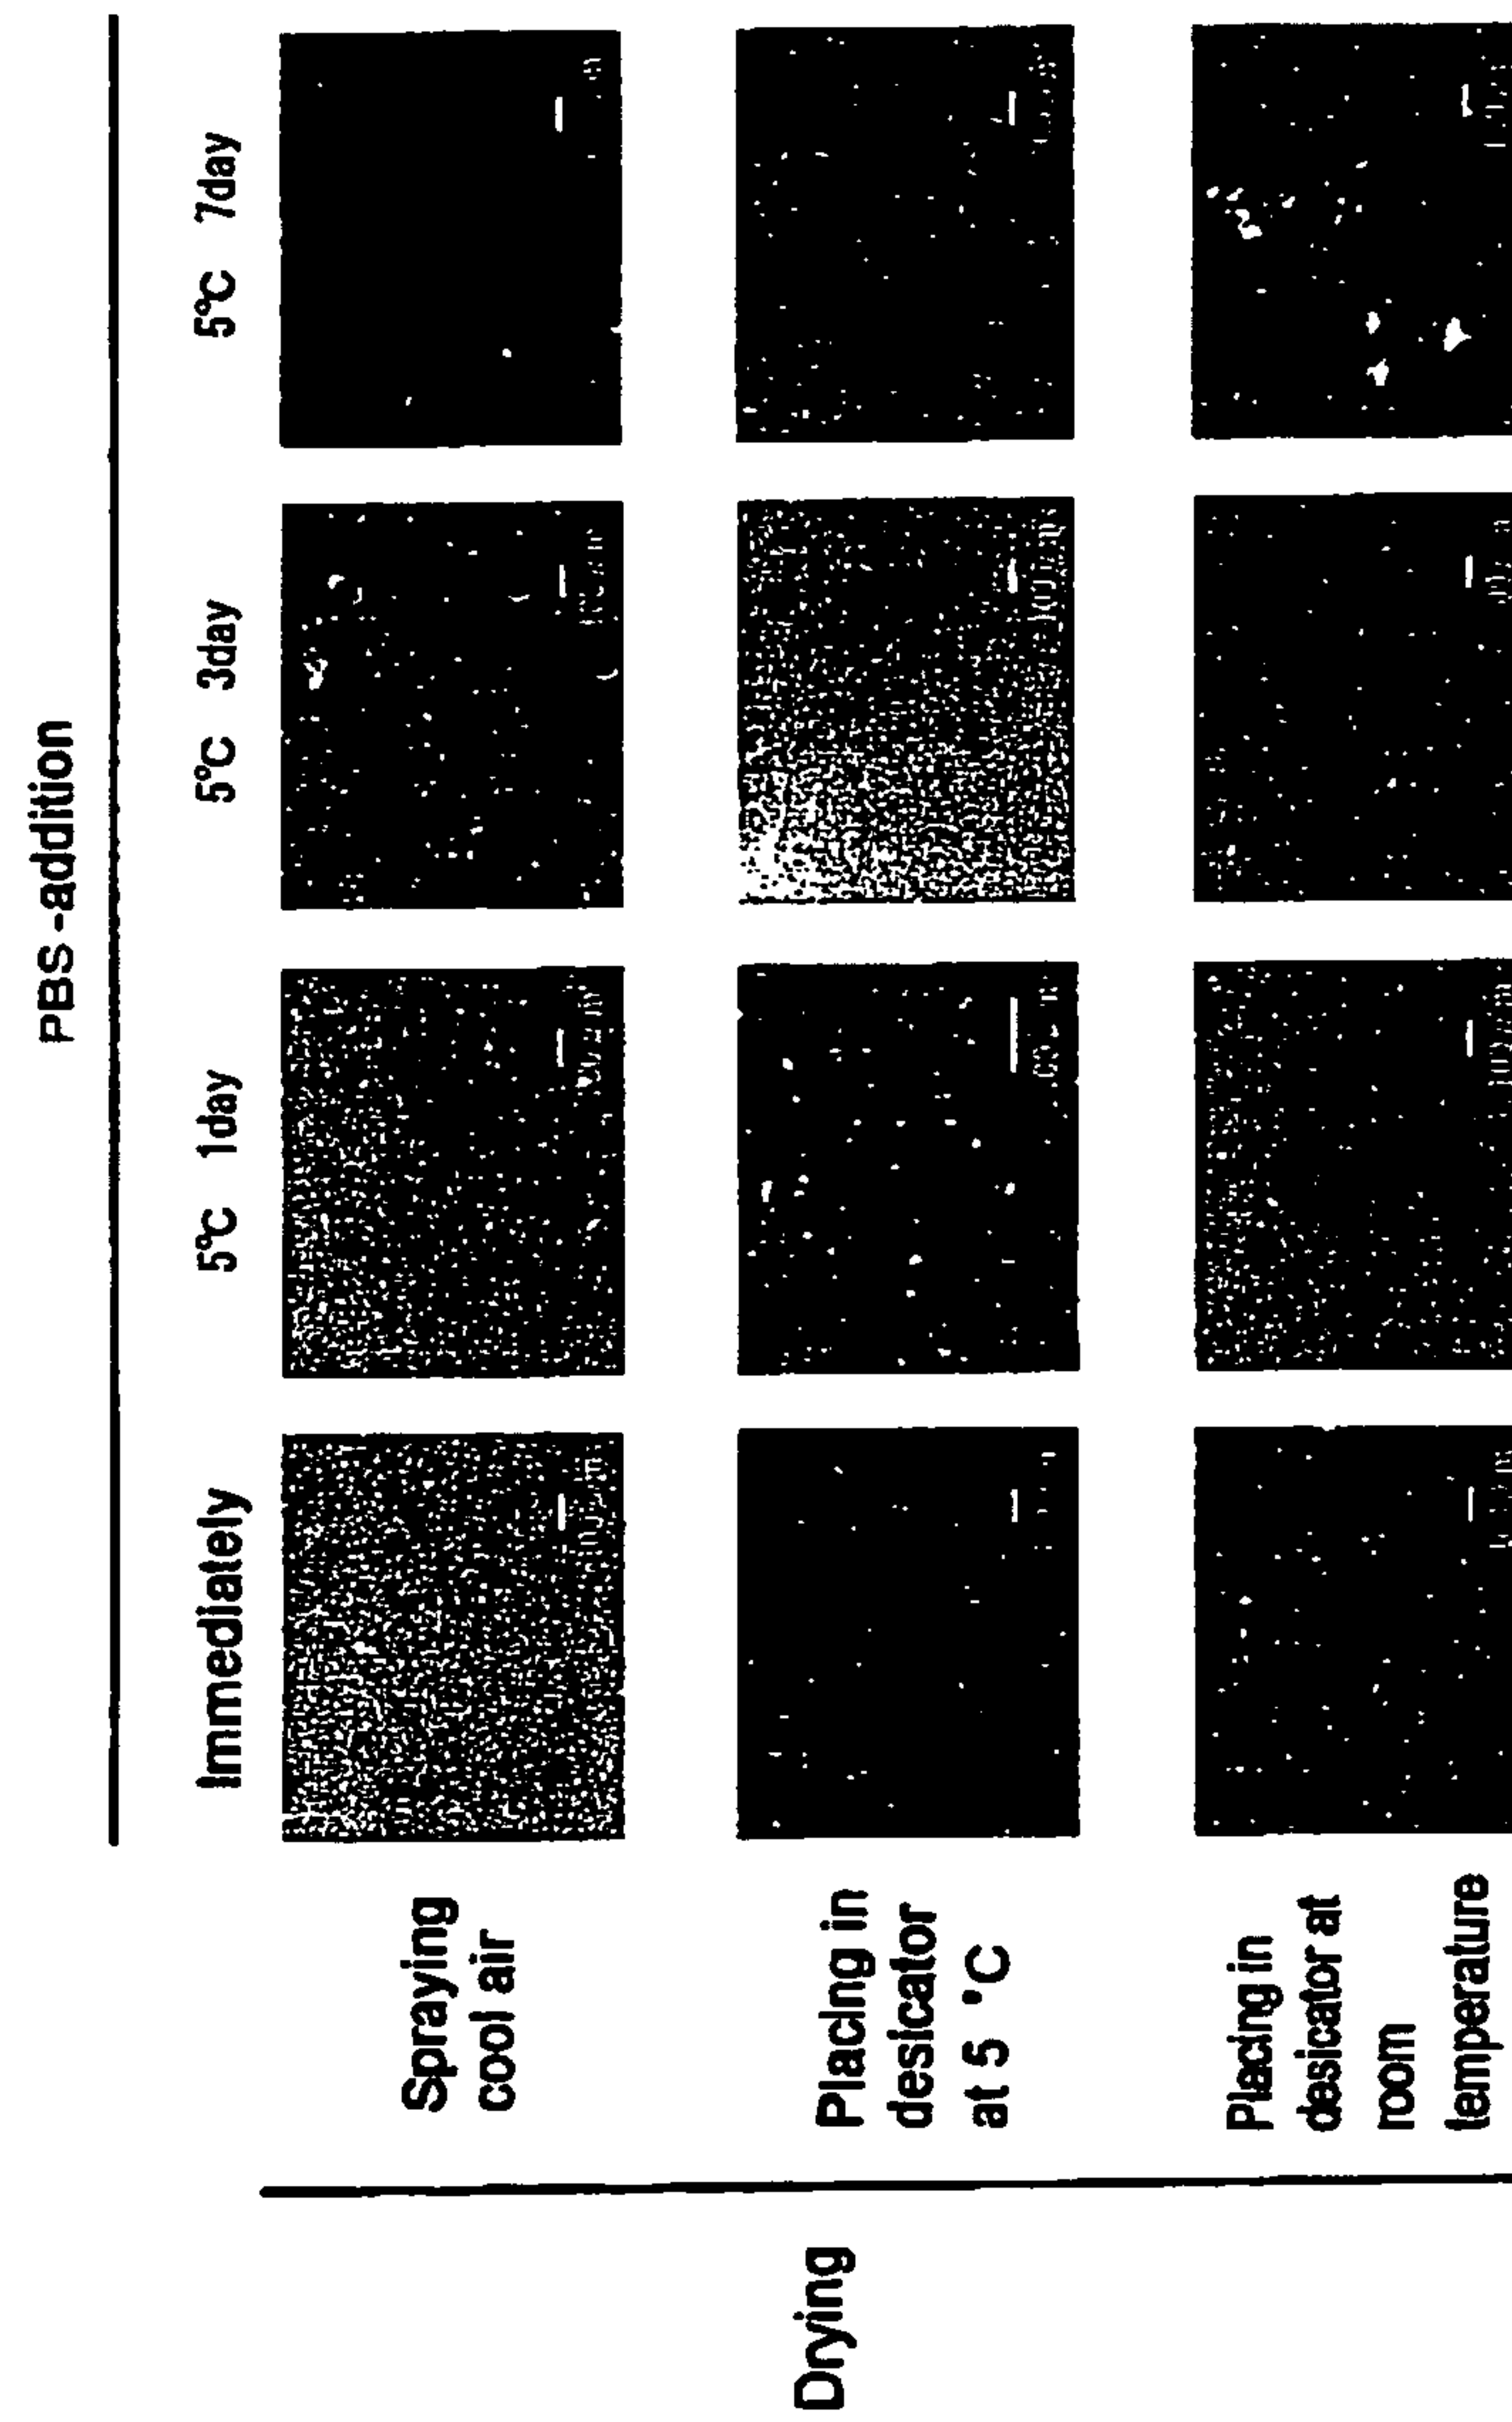 PBS-addition
Immediately
5°C 1day
5°C 3day
5°C 7day
Drying
Spraying
cool air
Placing in
desicator
at 5 °C
Placing in
desicator at
room
temperature